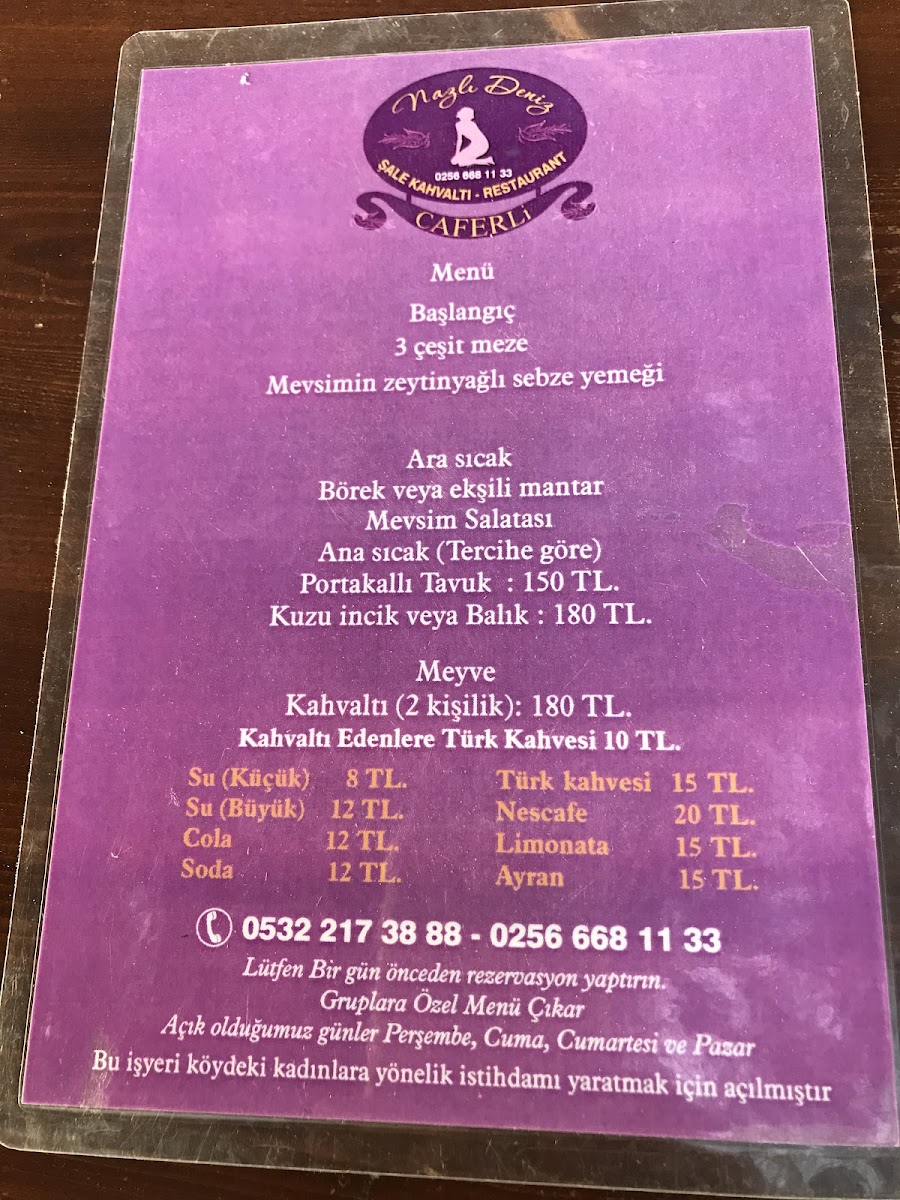 Nazlı Deniz
0256 668 11 33
ŞALE KAHVALTI - RESTAURANT
CAFERLi
Menü
Başlangıç
3 çeşit meze
Mevsimin zeytinyağlı sebze yemeği
Ara sıcak
Börek veya ekşili mantar
Mevsim Salatası
Ana sıcak (Tercihe göre)
Portakallı Tavuk : 150 TL.
Kuzu incik veya Balık : 180 TL.
Meyve
Kahvaltı (2 kişilik): 180 TL.
Kahvaltı Edenlere Türk Kahvesi 10 TL.
Su (Küçük) 8 TL. Türk kahvesi 15 TL.
Su (Büyük) 12 TL. Nescafe 20 TL.
Cola 12 TL. Limonata 15 TL.
Soda 12 TL. Ayran 15 TL.
0532 217 38 88 - 0256 668 11 33
Lütfen Bir gün önceden rezervasyon yaptırın.
Gruplara Özel Menü Çıkar
Açık olduğumuz günler Perşembe, Cuma, Cumartesi ve Pazar
Bu işyeri köydeki kadınlara yönelik istihdamı yaratmak için açılmıştır